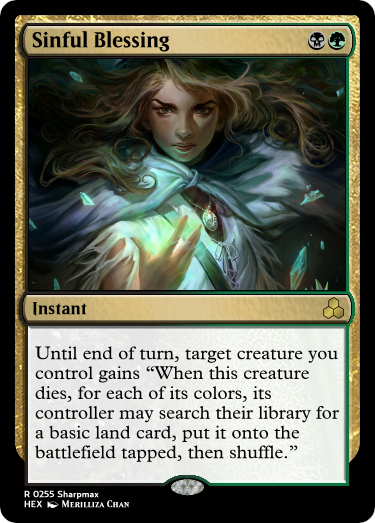 Sinful Blessing
Instant
Until end of turn, target creature you
control gains “When this creature
dies, for each of its colors, its
controller may search their library for
a basic land card, put it onto the
battlefield tapped, then shuffle.”
R 0255 Sharpmax
HEX Merilliza Chan